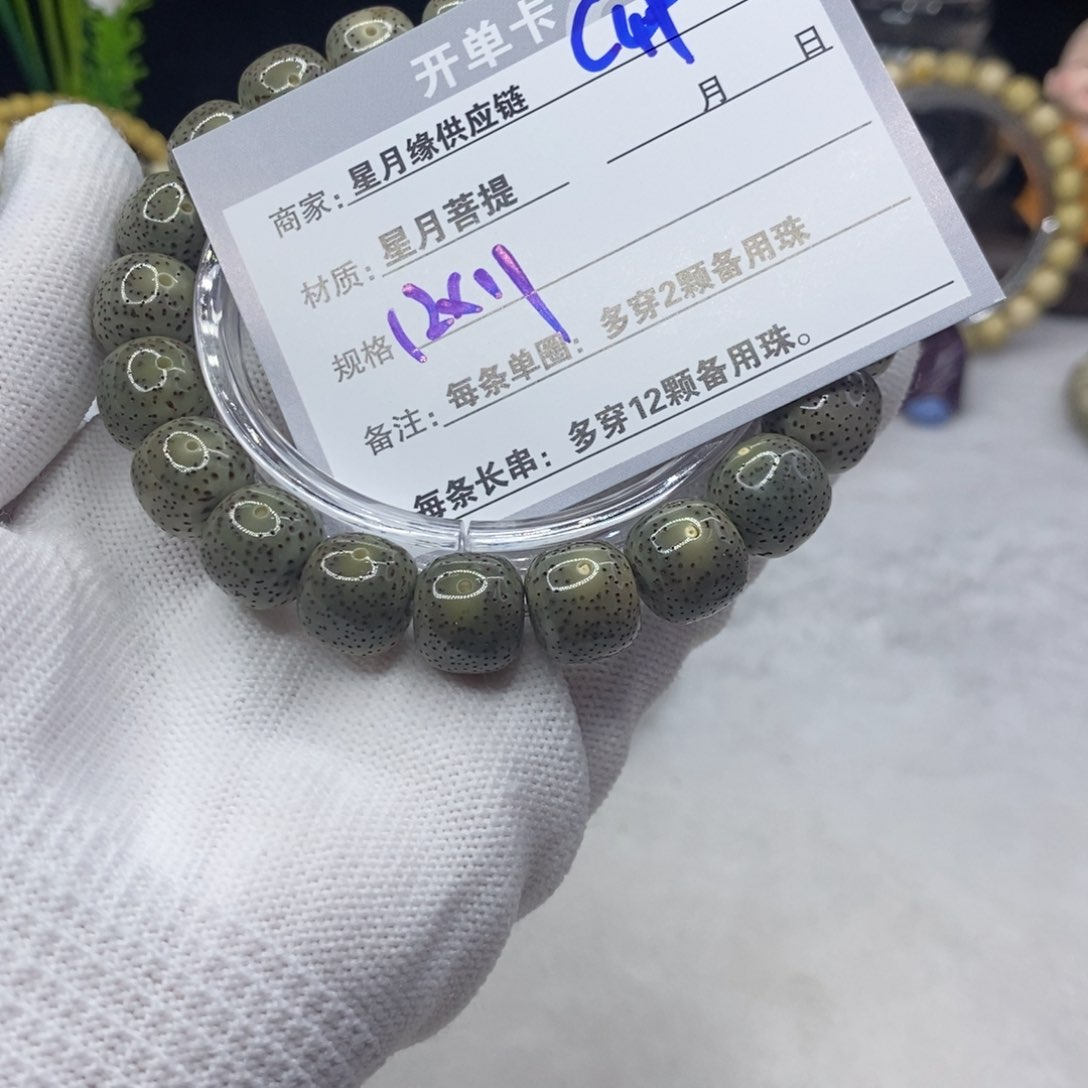 开单卡
月 日
商家：星月缘供应链
材质：星月菩提
规格 12×11
备注：每条单圈：多穿2颗备用珠
每条长串：多穿12颗备用珠。